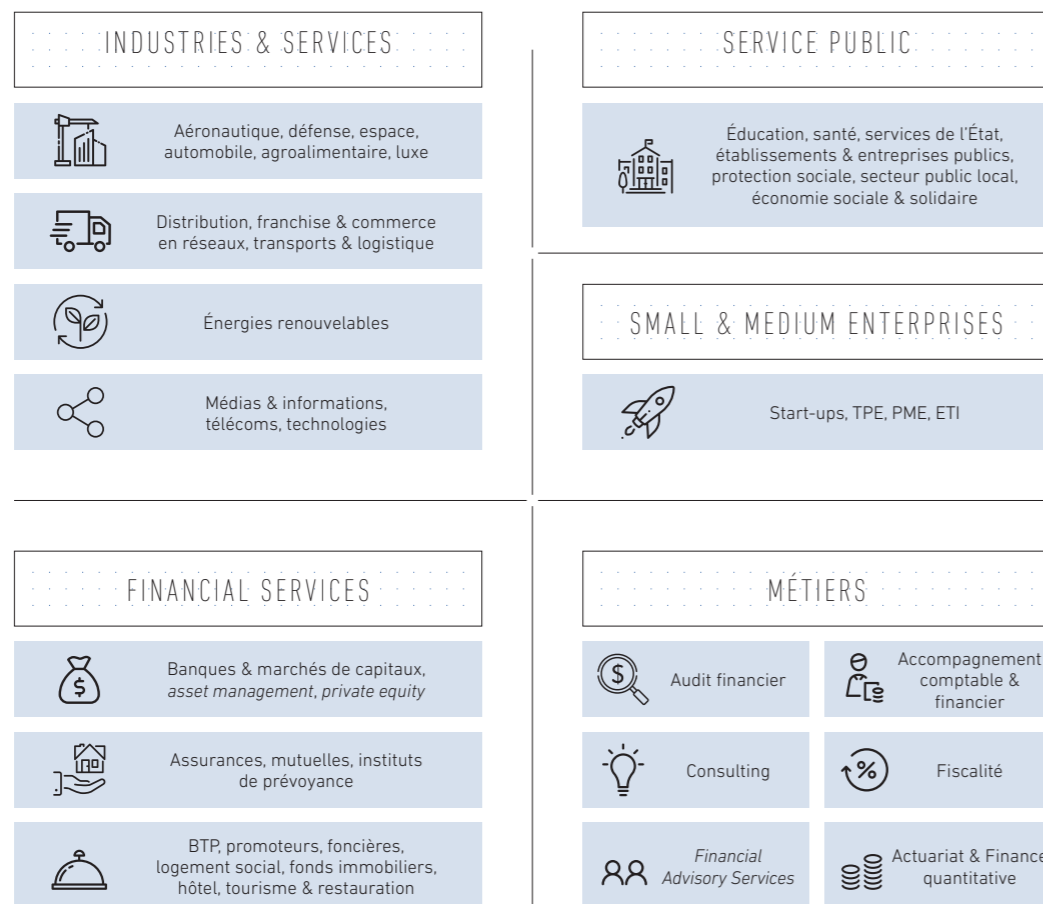 INDUSTRIES & SERVICES
Aéronautique, défense, espace,
automobile, agroalimentaire, luxe
Distribution, franchise & commerce
en réseaux, transports & logistique
Énergies renouvelables
Médias & informations,
télécoms, technologies
SERVICE PUBLIC
Éducation, santé, services de l'État,
établissements & entreprises publics,
protection sociale, secteur public local,
économie sociale & solidaire
SMALL & MEDIUM ENTERPRISES
Start-ups, TPE, PME, ETI
FINANCIAL SERVICES
Banques & marchés de capitaux,
asset management, private equity
Assurances, mutuelles, instituts
de prévoyance
BTP, promoteurs, foncières,
logement social, fonds immobiliers,
hôtel, tourisme & restauration
MÉTIERS
Audit financier
Accompagnement
comptable &
financier
Consulting
Fiscalité
Financial
Advisory Services
Actuariat & Finance
quantitative